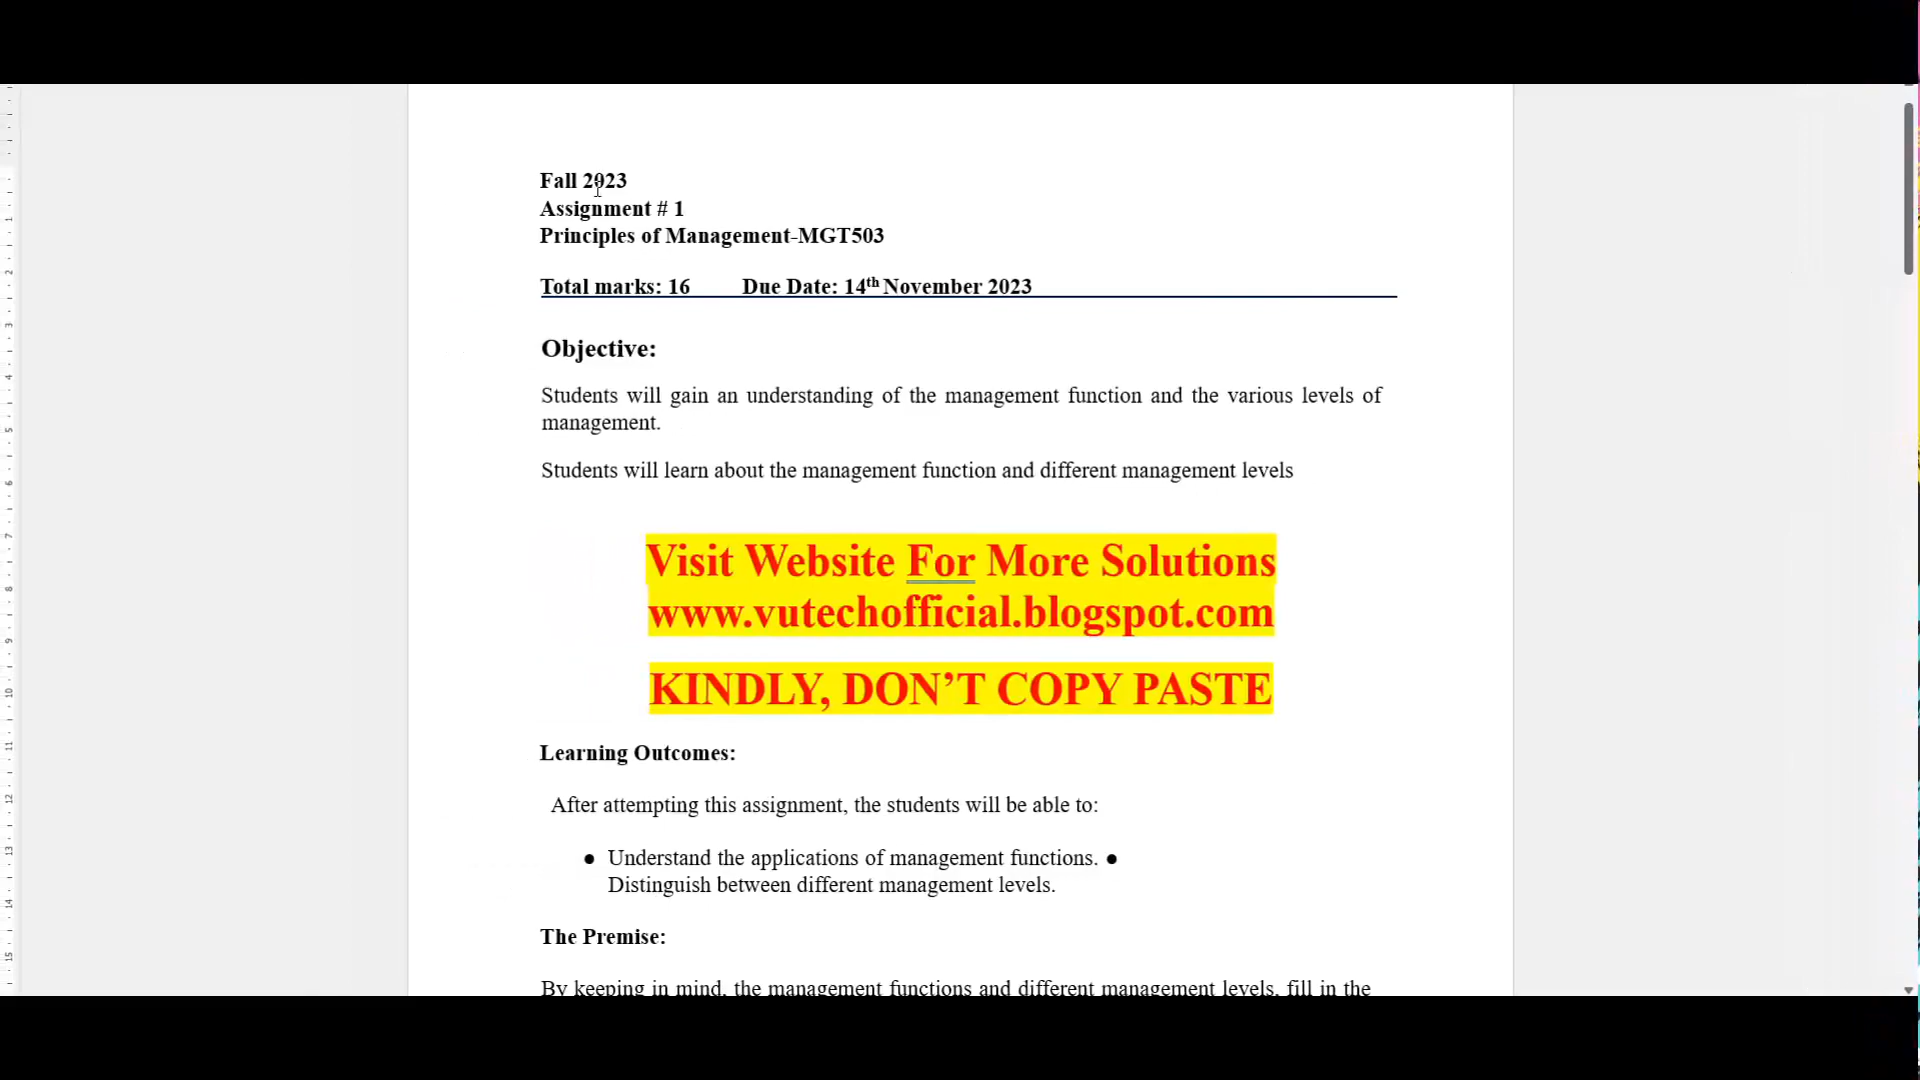 Fall 2023
Assignment # 1
Principles of Management-MGT503
Total marks: 16 Due Date: 14th November 2023
Objective:
Students will gain an understanding of the management function and the various levels of
management.
Students will learn about the management function and different management levels
Visit Website For More Solutions
www.vutechofficial.blogspot.com
KINDLY, DON’T COPY PASTE
Learning Outcomes:
After attempting this assignment, the students will be able to:
● Understand the applications of management functions. ●
Distinguish between different management levels.
The Premise:
By keeping in mind, the management functions and different management levels, fill in the